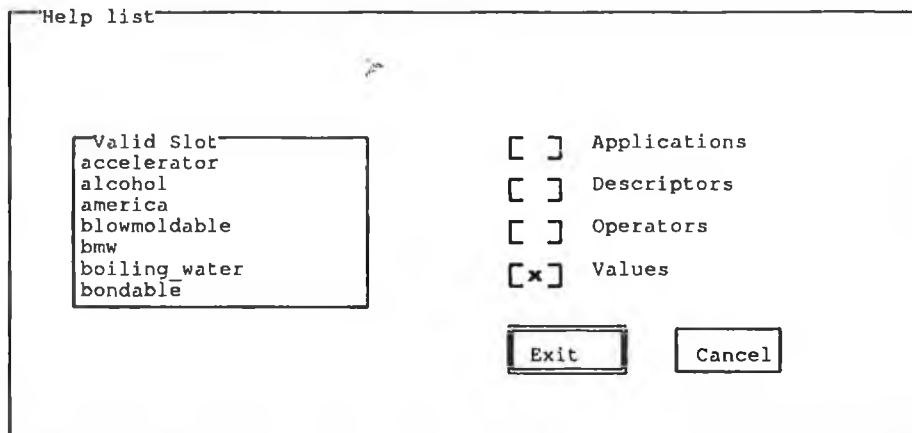 Help list
Valid Slot
accelerator
alcohol
america
blowmoldable
bmw
boiling_water
bondable
[ ] Applications
[ ] Descriptors
[ ] Operators
[x] Values
Exit
Cancel